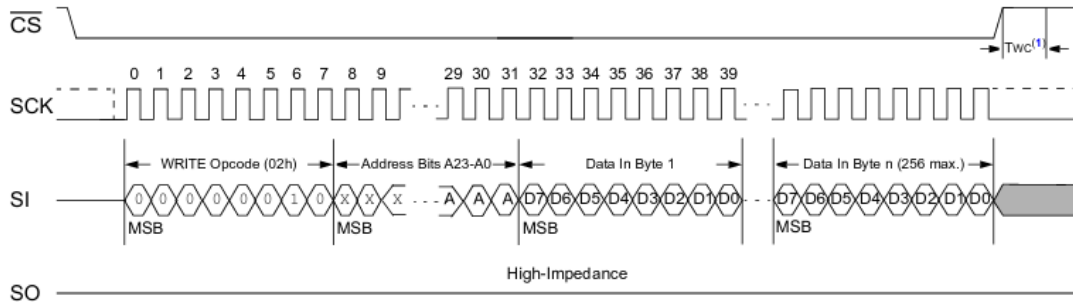 CS
Twc(1)
0 1 2 3 4 5 6 7 8 9 29 30 31 32 33 34 35 36 37 38 39
SCK
WRITE Opcode (02h) Address Bits A23-A0 Data In Byte 1 Data In Byte n (256 max.)
SI 0 0 0 0 0 0 1 0 X X X A A A D7 D6 D5 D4 D3 D2 D1 D0 D7 D6 D5 D4 D3 D2 D1 D0
MSB MSB MSB MSB
High-Impedance
SO